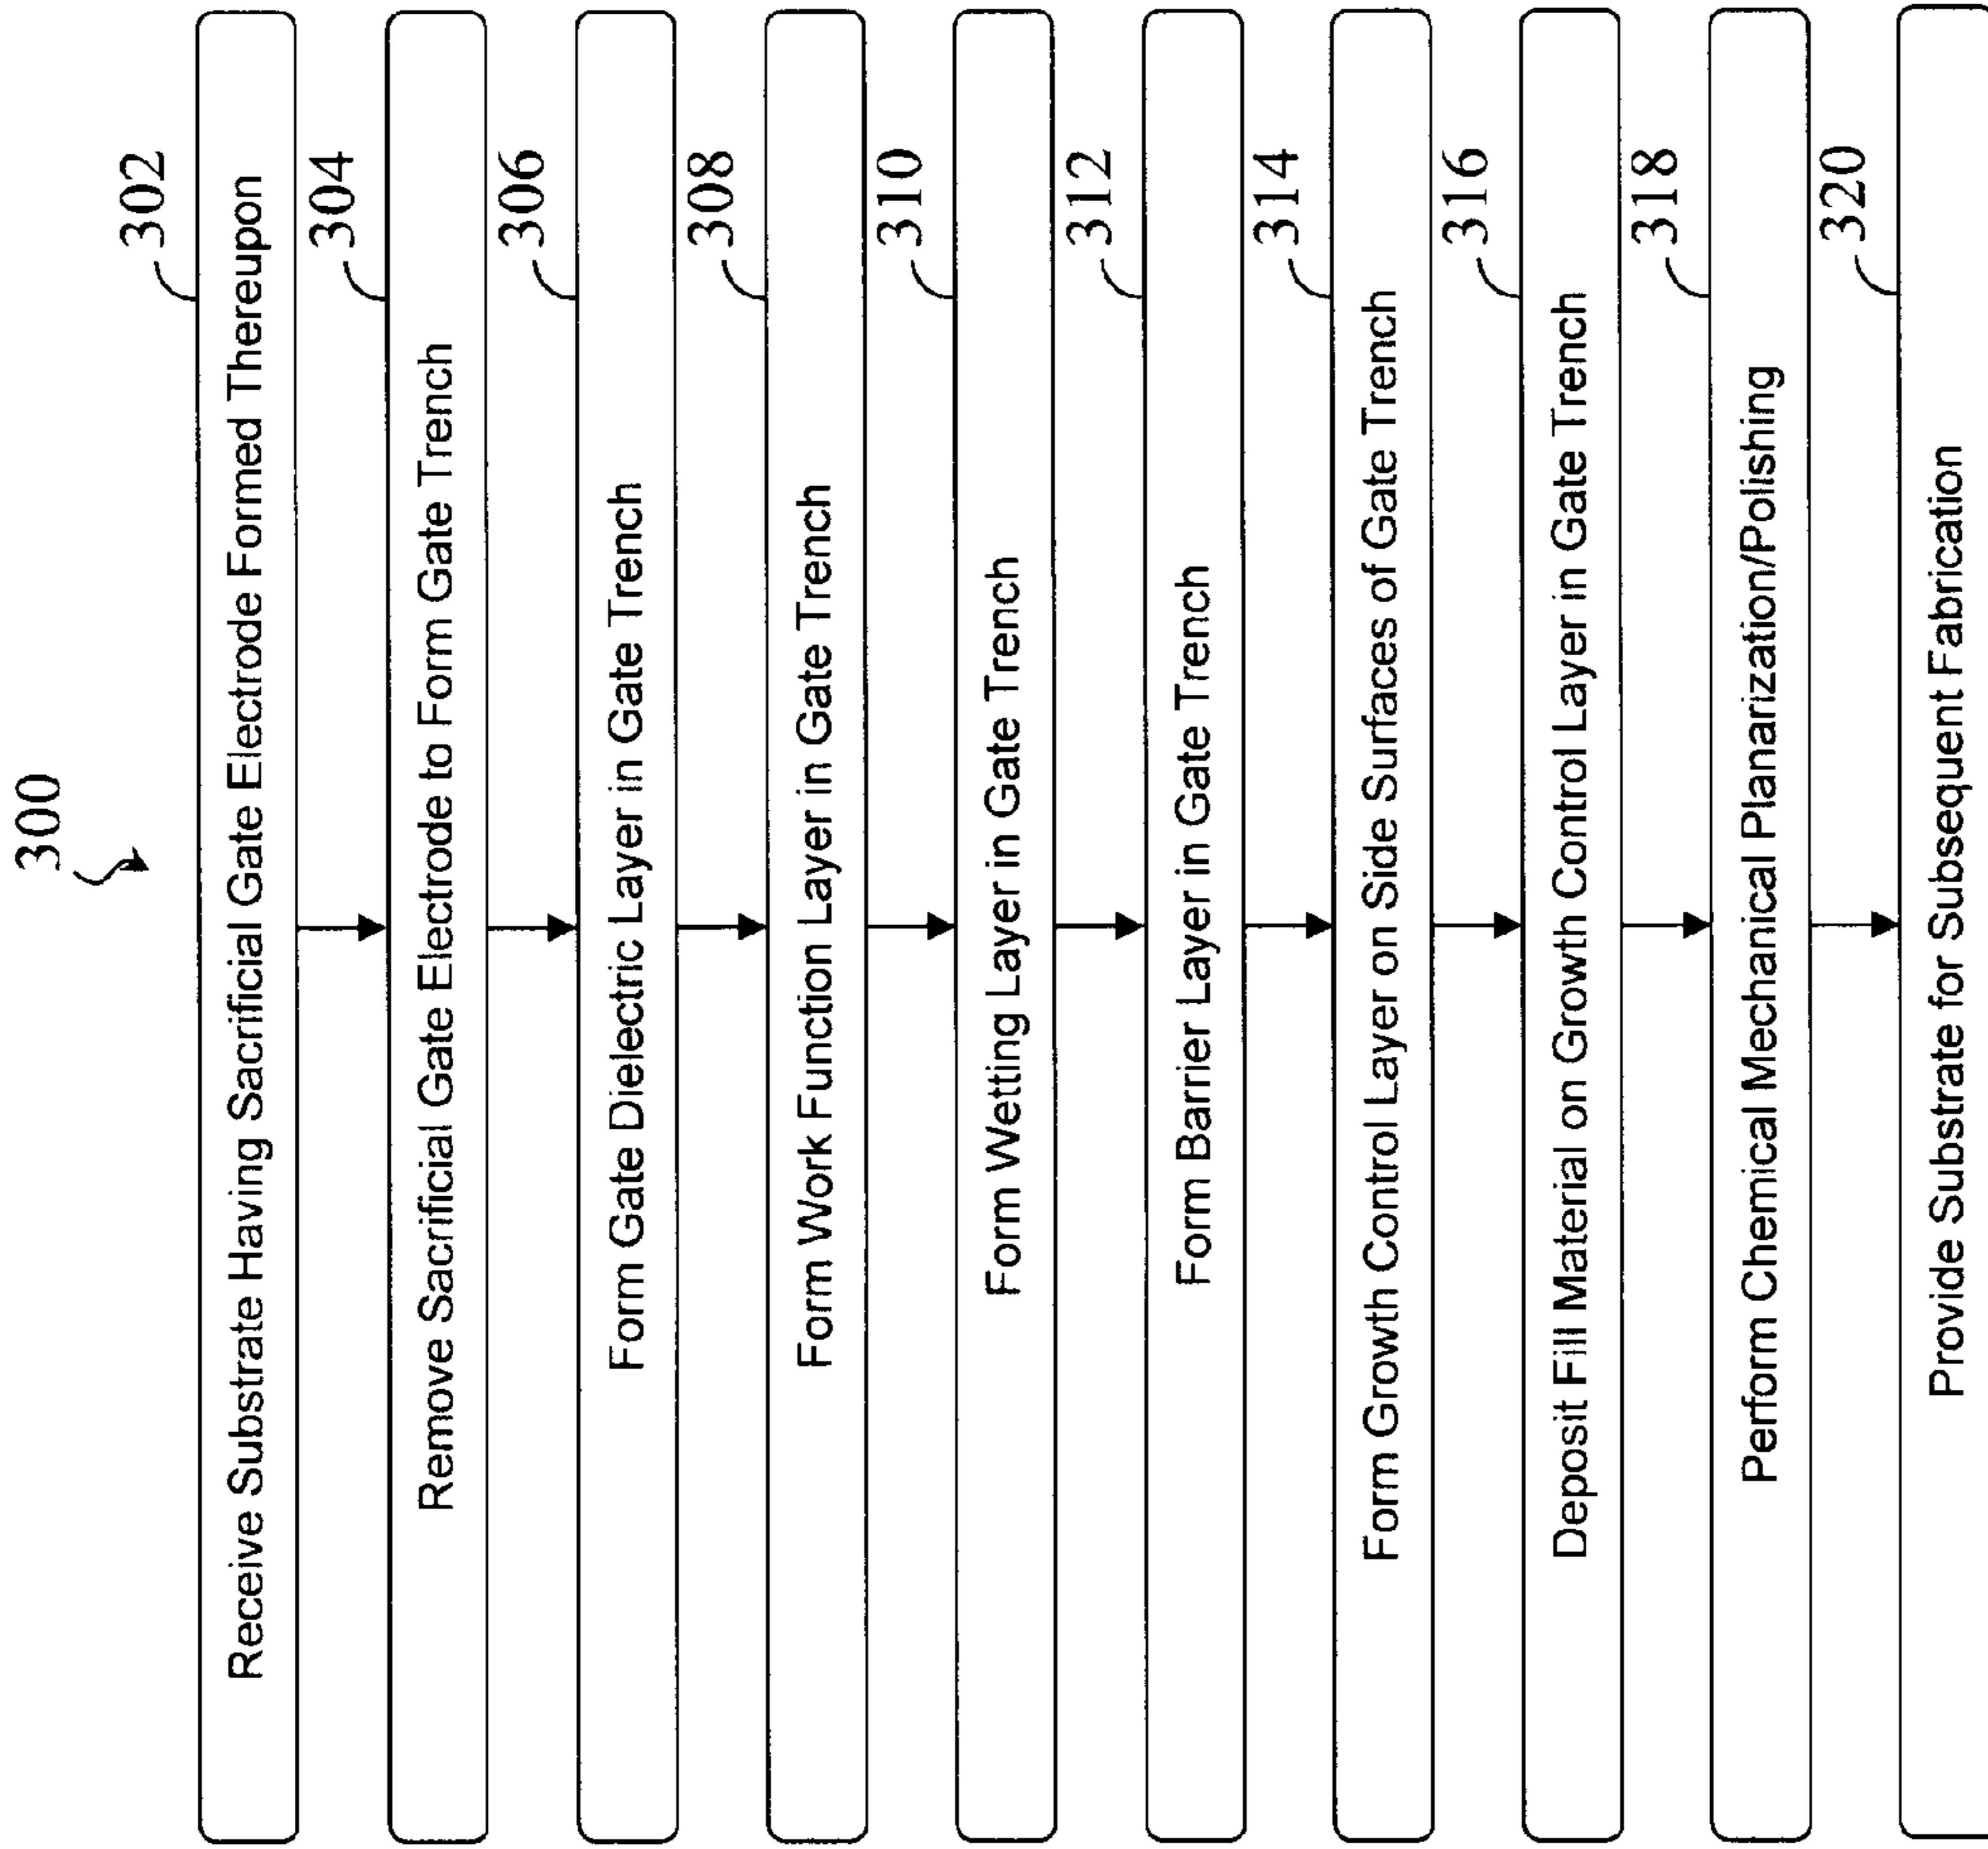 300
302
Receive Substrate Having Sacrificial Gate Electrode Formed Thereupon
304
Remove Sacrificial Gate Electrode to Form Gate Trench
306
Form Gate Dielectric Layer in Gate Trench
308
Form Work Function Layer in Gate Trench
310
Form Wetting Layer in Gate Trench
312
Form Barrier Layer in Gate Trench
314
Form Growth Control Layer on Side Surfaces of Gate Trench
316
Deposit Fill Material on Growth Control Layer in Gate Trench
318
Perform Chemical Mechanical Planarization/Polishing
320
Provide Substrate for Subsequent Fabrication